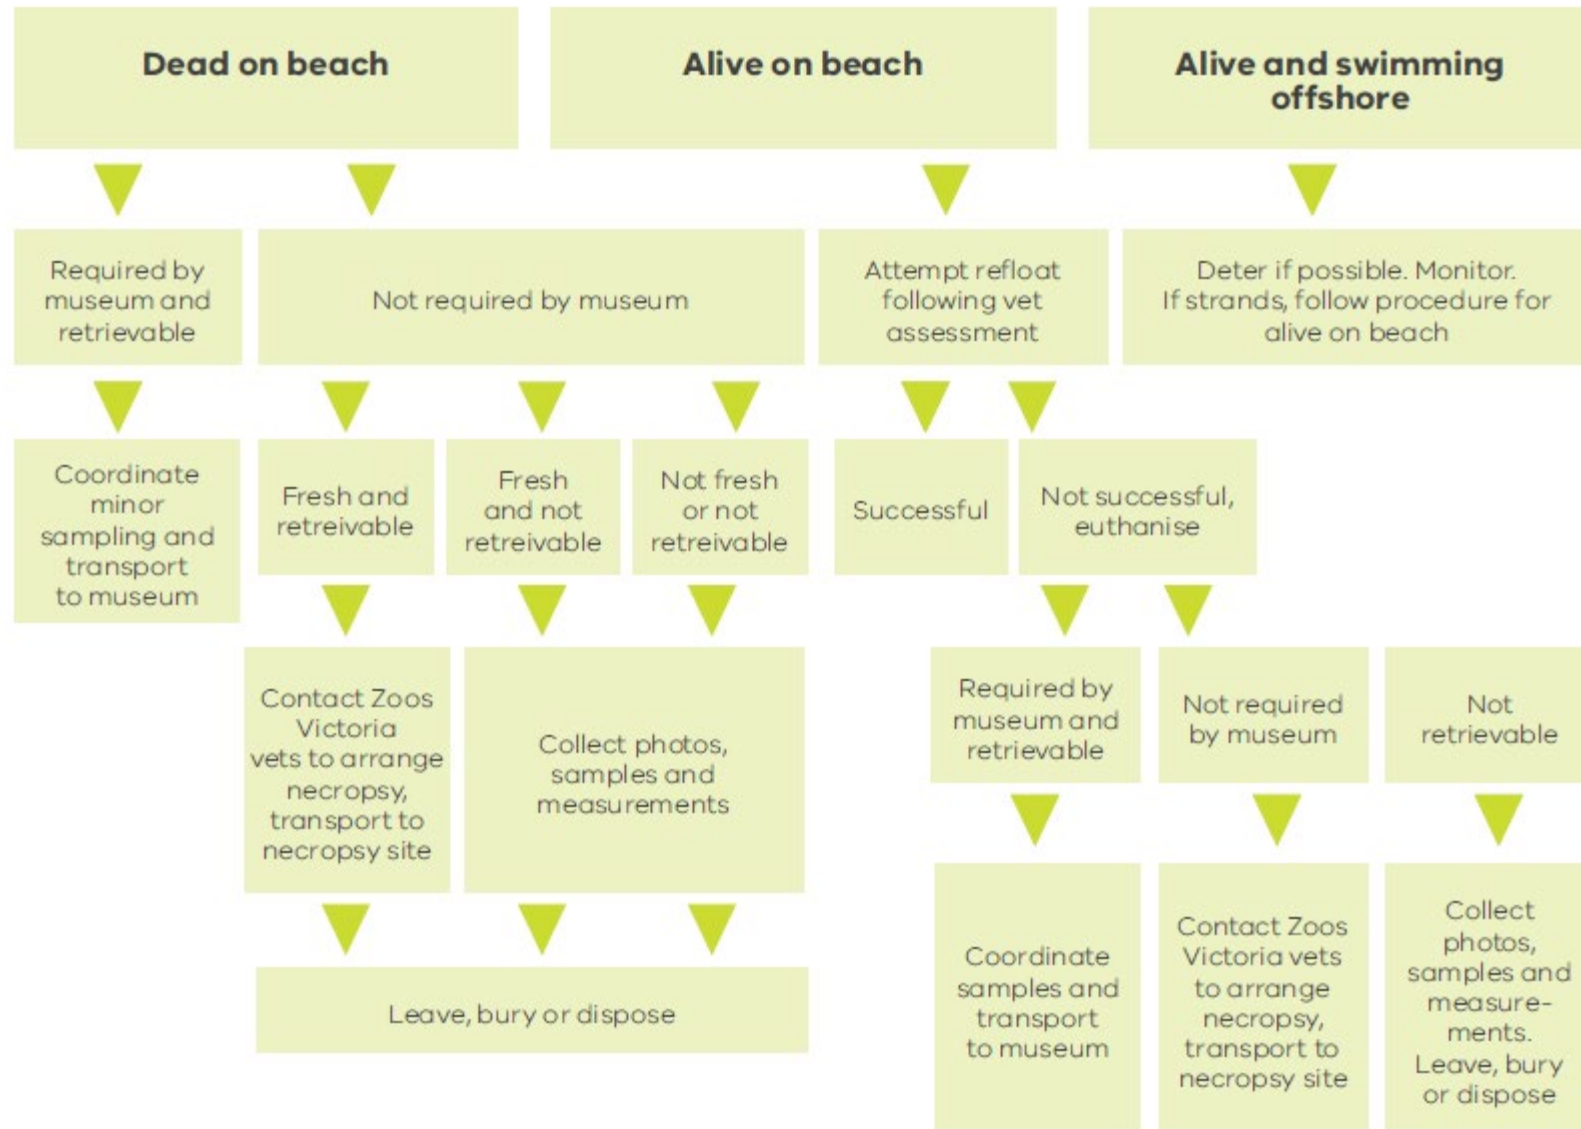 Dead on beach
Alive on beach
Alive and swimming
offshore
Required by
museum and
retrievable
Not required by museum
Attempt refloat
following vet
assessment
Deter if possible. Monitor.
If strands, follow procedure for
alive on beach
Coordinate
minor
sampling and
transport
to museum
Fresh and
retreivable
Fresh
and not
retreivable
Not fresh
or not
retreivable
Successful
Not successful,
euthanise
Contact Zoos
Victoria
vets to arrange
necropsy,
transport to
necropsy site
Collect photos,
samples and
measurements
Required by
museum and
retrievable
Not required
by museum
Not
retrievable
Leave, bury or dispose
Coordinate
samples and
transport
to museum
Contact Zoos
Victoria vets
to arrange
necropsy,
transport to
necropsy site
Collect
photos,
samples and
measure-
ments.
Leave, bury
or dispose